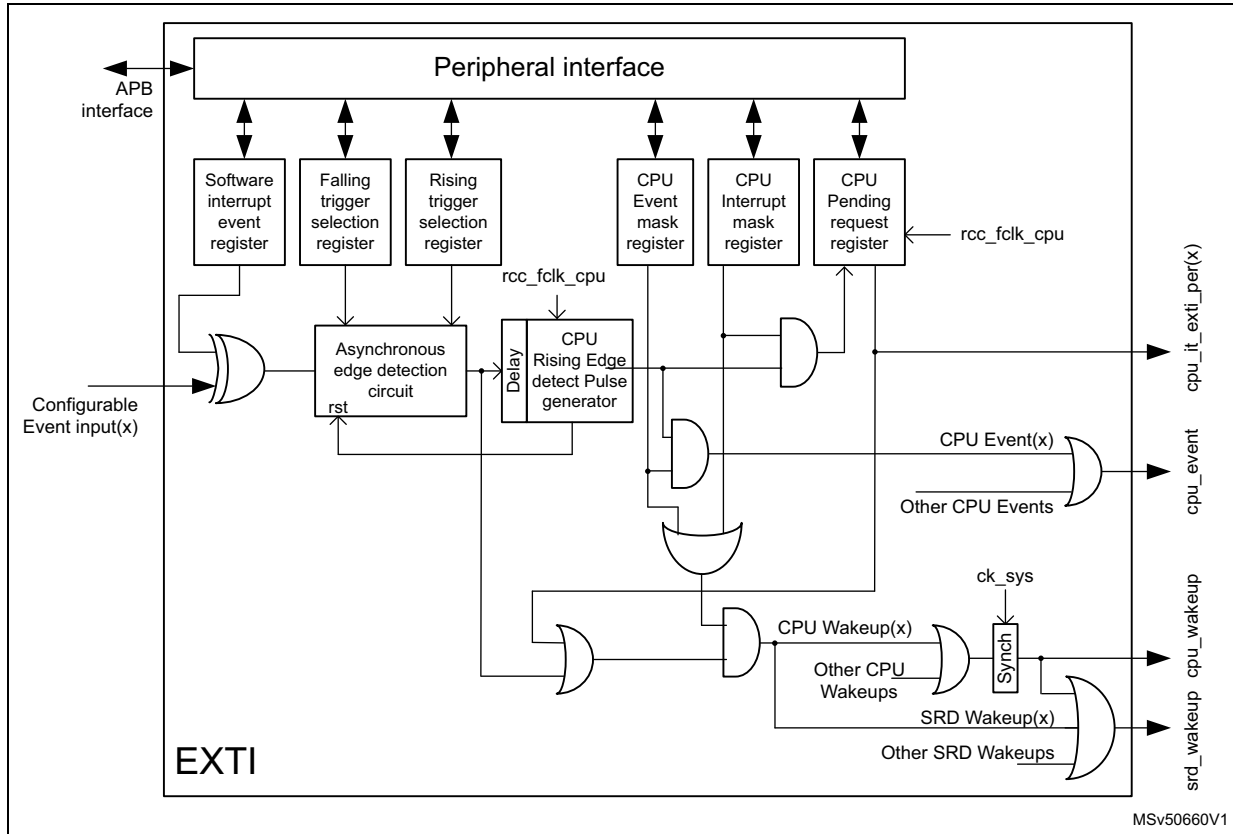 Peripheral interface
APB
interface
Software
interrupt
event
register
Falling
trigger
selection
register
Rising
trigger
selection
register
CPU
Event
mask
register
CPU
Interrupt
mask
register
CPU
Pending
request
register
rcc_fclk_cpu
rcc_fclk_cpu
Asynchronous
edge detection
circuit
rst
Delay
CPU
Rising Edge
detect Pulse
generator
Configurable
Event input(x)
cpu_it_exti_per(x)
CPU Event(x)
Other CPU Events
cpu_event
ck_sys
CPU Wakeup(x)
Other CPU
Wakeups
Synch
cpu_wakeup
SRD Wakeup(x)
Other SRD Wakeups
srd_wakeup
EXTI
MSv50660V1